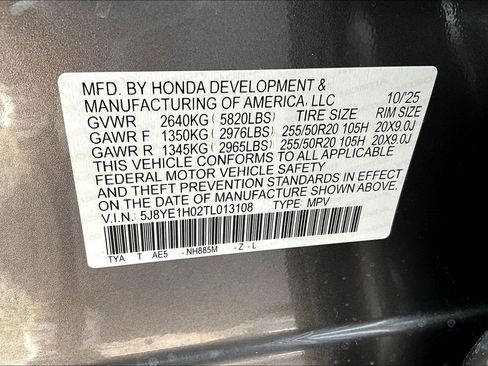 MFD. BY HONDA DEVELOPMENT &
MANUFACTURING OF AMERICA, LLC 10/'25
GVWR 2640KG ( 5820LBS) TIRE SIZE RIM SIZE
GAWR F 1350KG ( 2976LBS) 255/50R20 105H 20X9.0J
GAWR R 1345KG ( 2965LBS) 255/50R20 105H 20X9.0J
THIS VEHICLE CONFORMS TO ALL APPLICABLE
FEDERAL MOTOR VEHICLE SAFETY
AND THEFT PREVENTION STANDARDS IN EFFECT
ON THE DATE OF MANUFACTURE SHOWN ABOVE.
V.I.N.: 5J8YE1H02TL013108 TYPE: MPV
TYA T AE5 - NH885M - Z - L